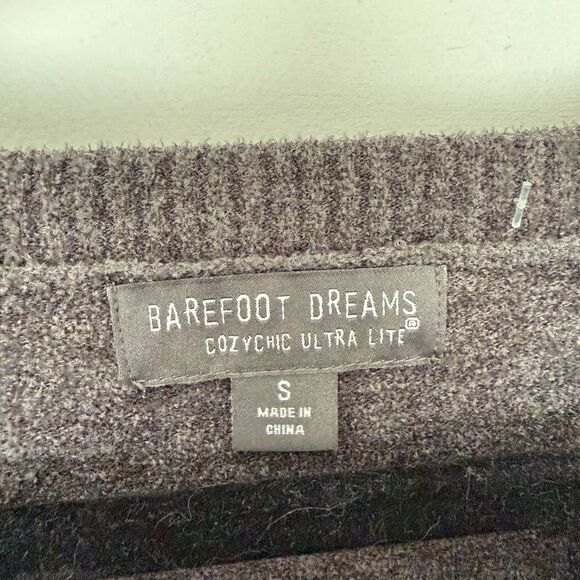 BAREFOOT DREAMS
COZYCHIC ULTRA LITE®
S
MADE IN
CHINA